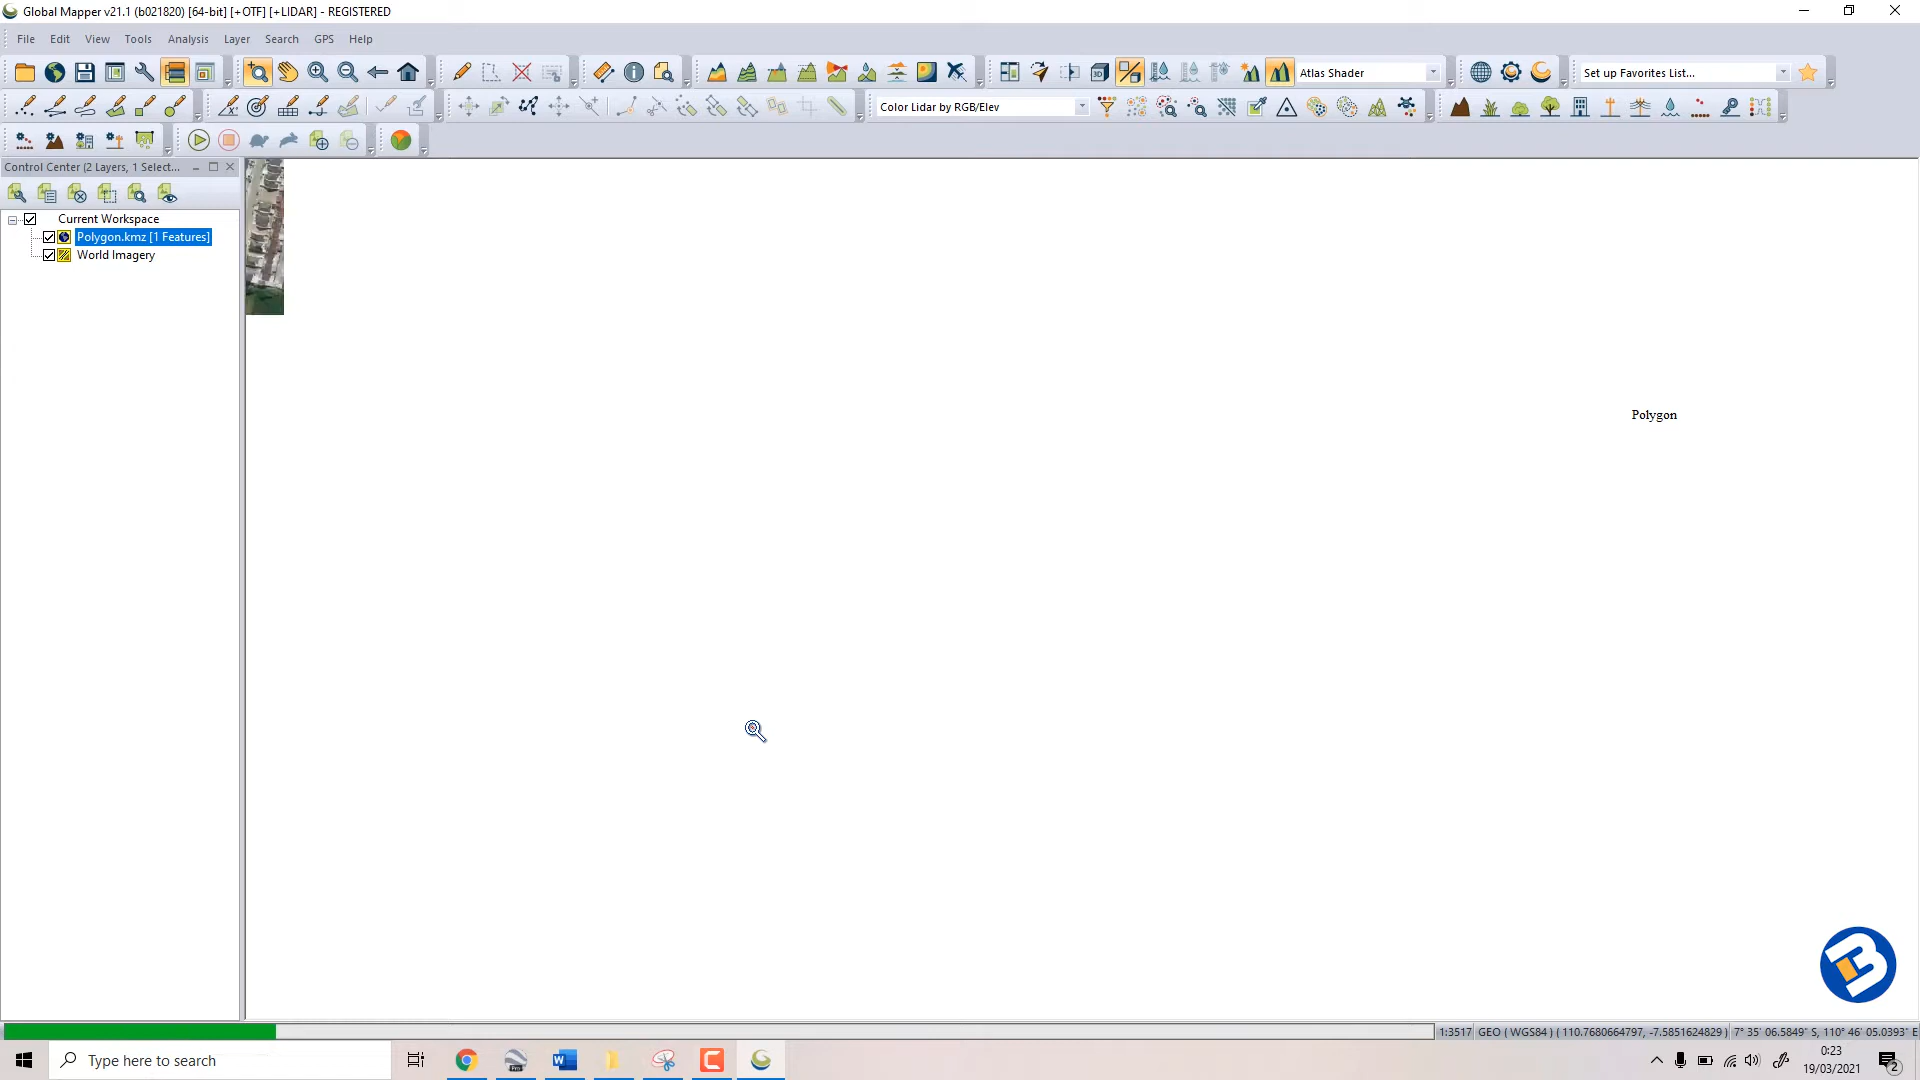 Global Mapper v21.1 (b021820) [64-bit] [+OTF] [+LIDAR] - REGISTERED
File Edit View Tools Analysis Layer Search GPS Help
Atlas Shader
Set up Favorites List...
Color Lidar by RGB/Elev
Control Center (2 Layers, 1 Select...
Current Workspace
Polygon.kmz [1 Features]
World Imagery
Polygon
1:3517 GEO ( WGS84 ) ( 110.7680664797, -7.5851624829 ) 7° 35' 06.5849" S, 110° 46' 05.0393" E
Type here to search
0:23
19/03/2021
2